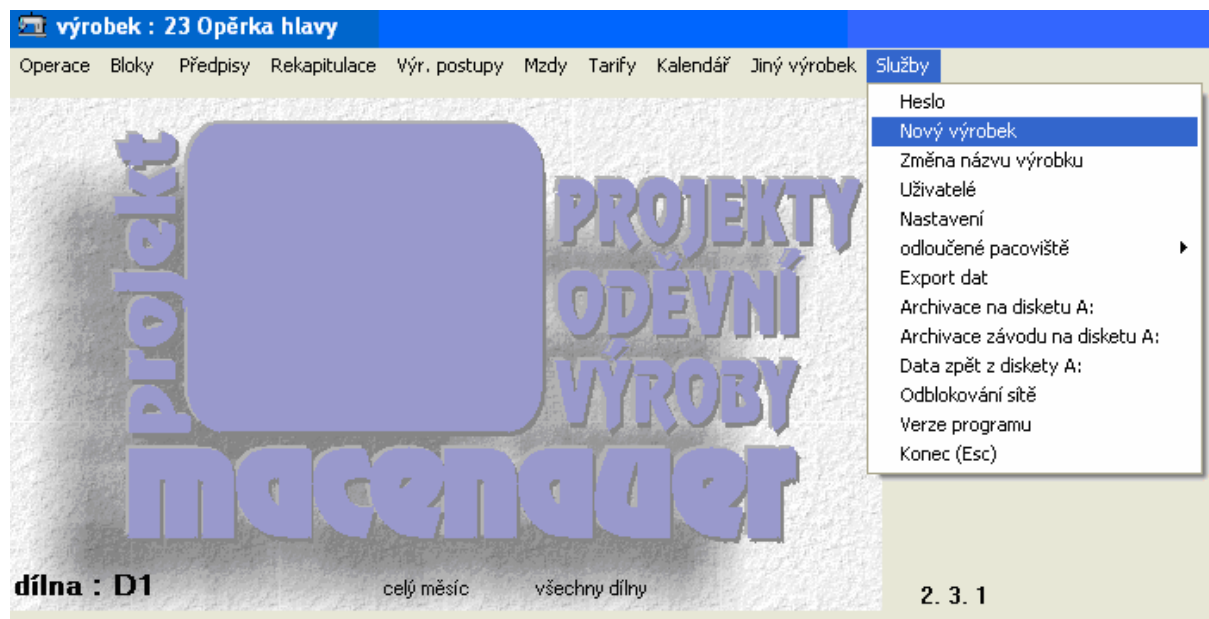 výrobek : 23 Opěrka hlavy
Operace Bloky Předpisy Rekapitulace Výr. postupy Mzdy Tarify Kalendář Jiný výrobek Služby
Heslo
Nový výrobek
Změna názvu výrobku
Uživatelé
Nastavení
odloučené pacoviště
Export dat
Archivace na disketu A:
Archivace závodu na disketu A:
Data zpět z diskety A:
Odblokování sítě
Verze programu
Konec (Esc)
projekt
PROJEKTY
ODĚVNÍ
VÝROBY
macenauer
dílna : D1 celý měsíc všechny dílny 2. 3. 1